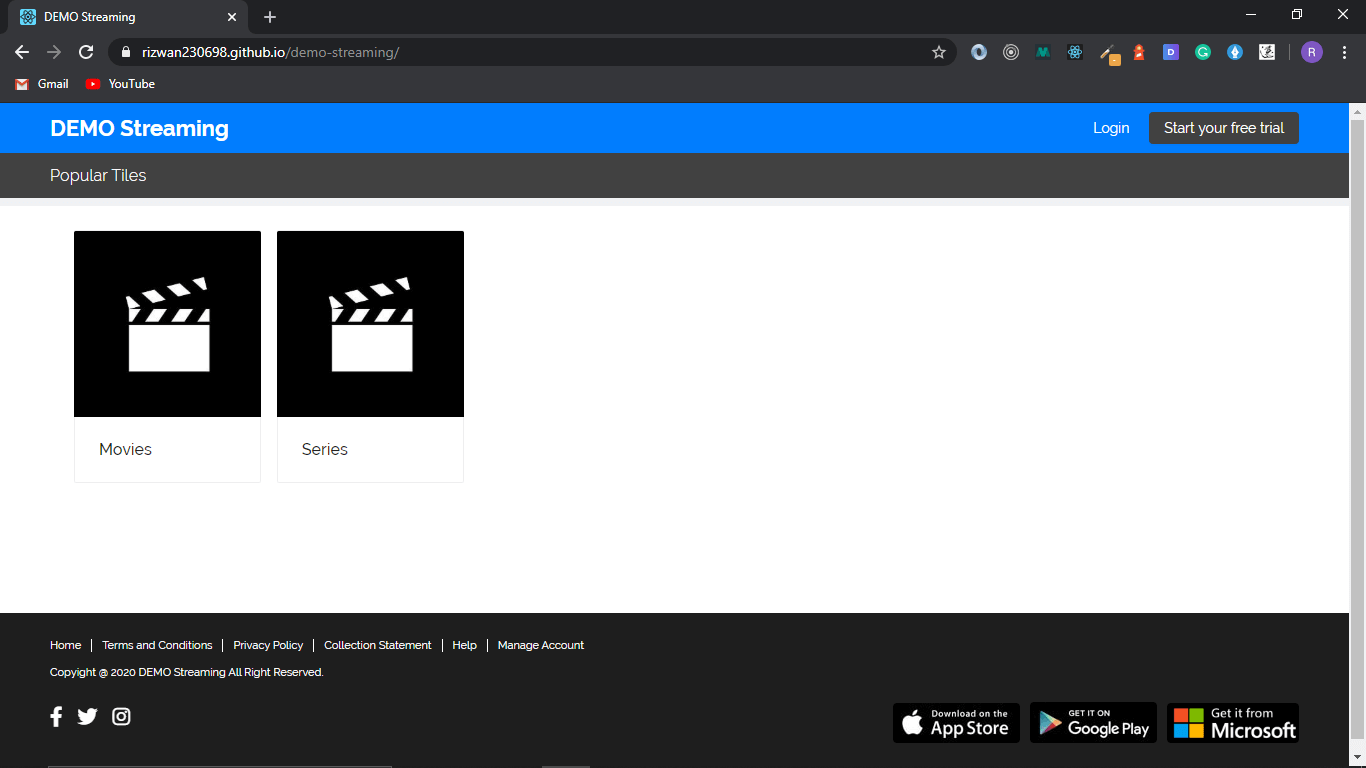 DEMO Streaming
rizwan230698.github.io/demo-streaming/
R
Gmail YouTube
DEMO Streaming Login Start your free trial
Popular Tiles
Movies Series
Home Terms and Conditions Privacy Policy Collection Statement Help Manage Account
Copyight @ 2020 DEMO Streaming All Right Reserved.
Download on the App Store
GET IT ON Google Play
Get it from Microsoft